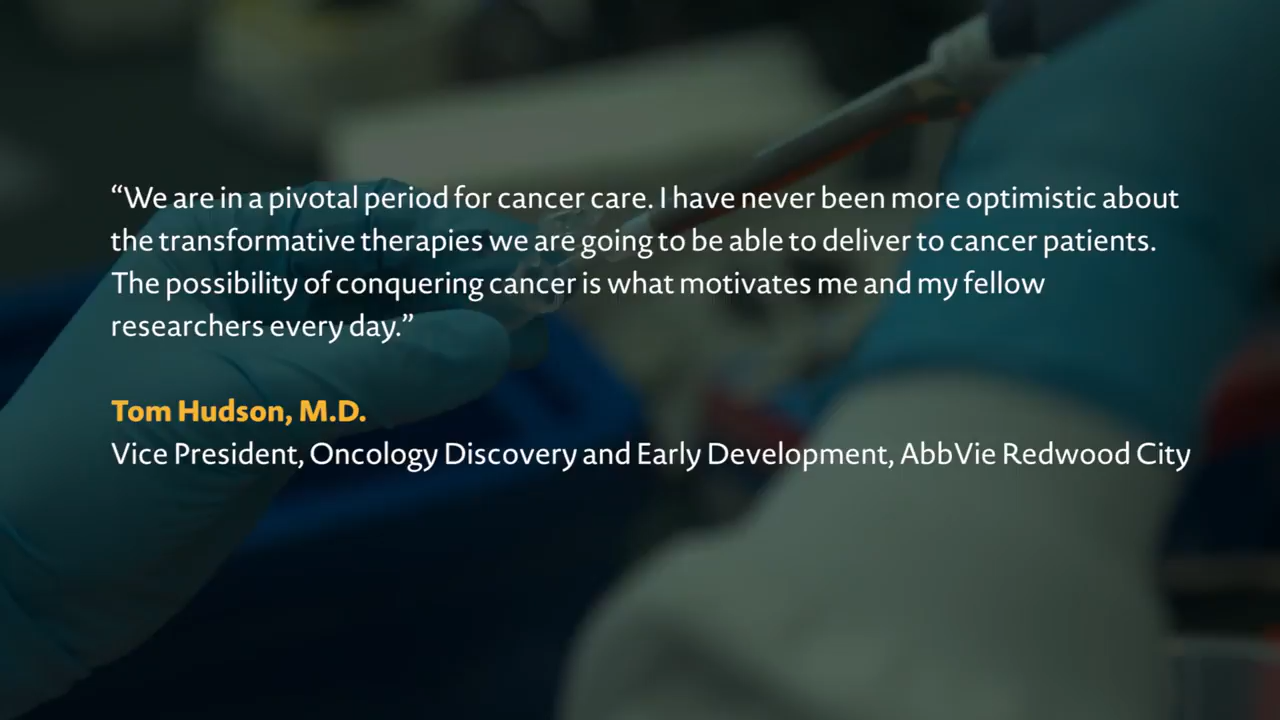 “We are in a pivotal period for cancer care. I have never been more optimistic about
the transformative therapies we are going to be able to deliver to cancer patients.
The possibility of conquering cancer is what motivates me and my fellow
researchers every day.”
Tom Hudson, M.D.
Vice President, Oncology Discovery and Early Development, AbbVie Redwood City